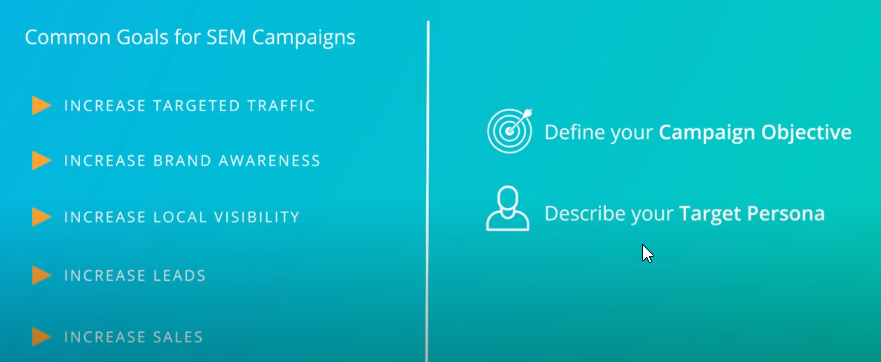 Common Goals for SEM Campaigns
INCREASE TARGETED TRAFFIC
INCREASE BRAND AWARENESS
INCREASE LOCAL VISIBILITY
INCREASE LEADS
INCREASE SALES
Define your Campaign Objective
Describe your Target Persona